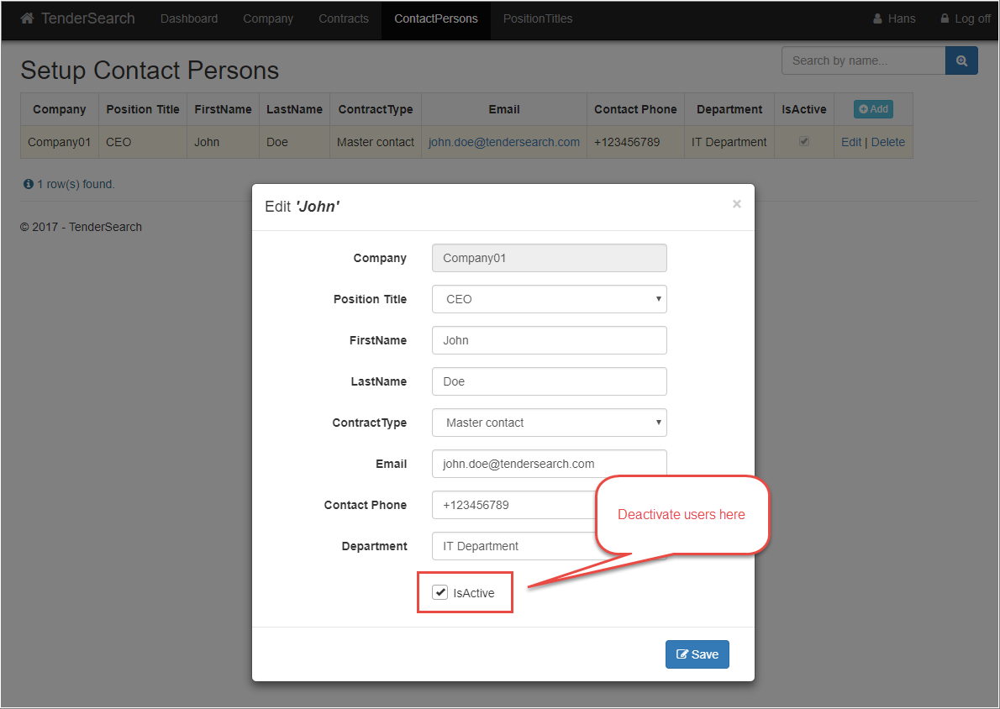 TenderSearch Dashboard Company Contracts ContactPersons PositionTitles Hans Log off
Setup Contact Persons
Search by name...
Company Position Title FirstName LastName ContractType Email Contact Phone Department IsActive Add
Company01 CEO John Doe Master contact john.doe@tendersearch.com +123456789 IT Department Edit | Delete
1 row(s) found.
© 2017 - TenderSearch
Edit 'John' ×
Company Company01
Position Title CEO
FirstName John
LastName Doe
ContractType Master contact
Email john.doe@tendersearch.com
Contact Phone +123456789
Deactivate users here
Department IT Department
IsActive
Save